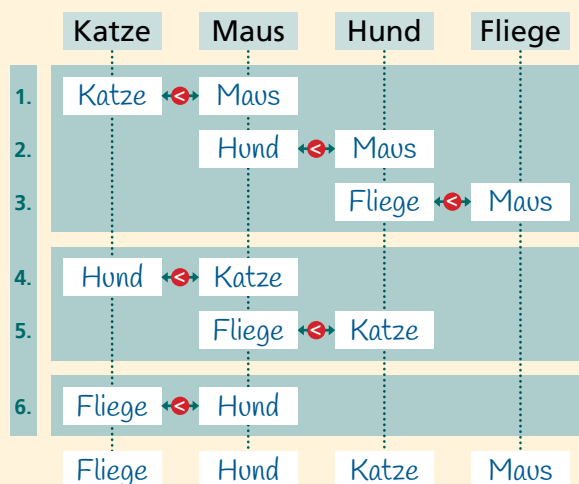 Katze Maus Hund Fliege
1. Katze < Maus
2. Hund < Maus
3. Fliege < Maus
4. Hund < Katze
5. Fliege < Katze
6. Fliege < Hund
Fliege Hund Katze Maus